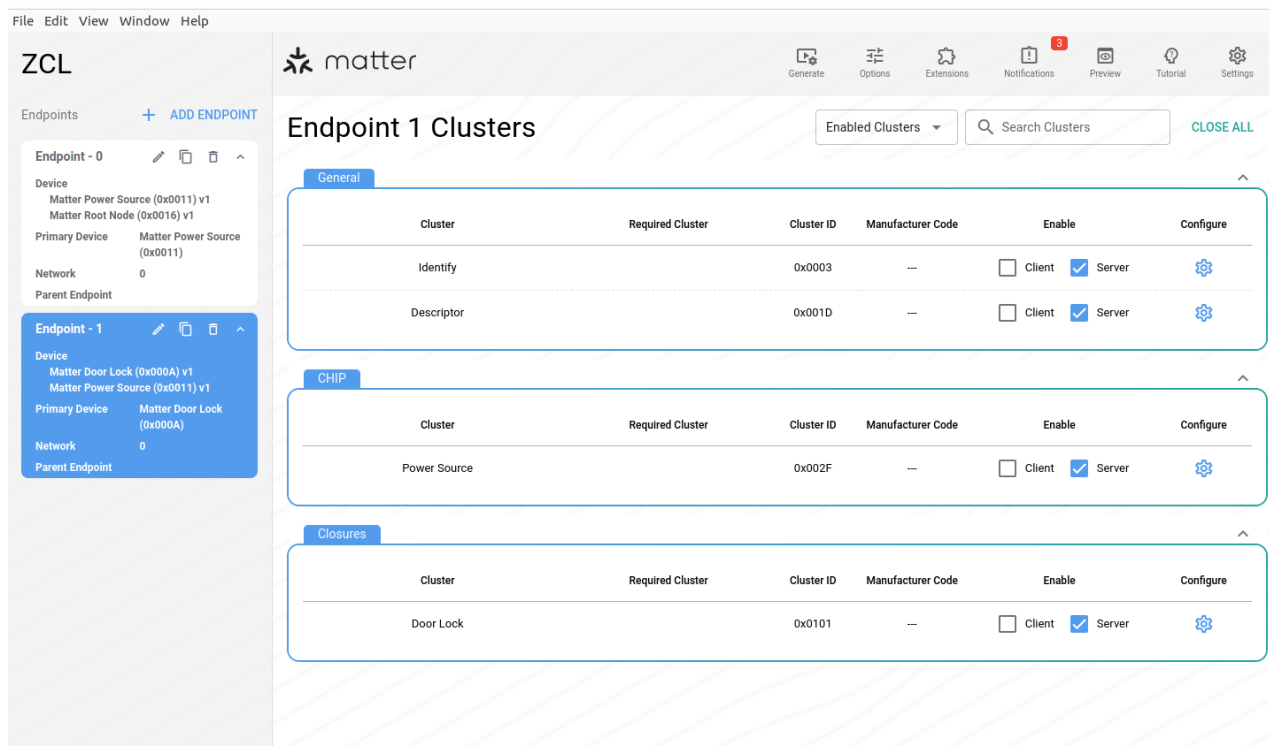 File Edit View Window Help
ZCL
matter
Generate
Options
Extensions
3
Notifications
Preview
Tutorial
Settings
Endpoints
ADD ENDPOINT
Endpoint - 0
Device
Matter Power Source (0x0011) v1
Matter Root Node (0x0016) v1
Primary Device Matter Power Source
(0x0011)
Network 0
Parent Endpoint
Endpoint - 1
Device
Matter Door Lock (0x000A) v1
Matter Power Source (0x0011) v1
Primary Device Matter Door Lock
(0x000A)
Network 0
Parent Endpoint
Endpoint 1 Clusters
Enabled Clusters
Search Clusters
CLOSE ALL
General
Cluster Required Cluster Cluster ID Manufacturer Code Enable Configure
Identify 0x0003 --- Client Server
Descriptor 0x001D --- Client Server
CHIP
Cluster Required Cluster Cluster ID Manufacturer Code Enable Configure
Power Source 0x002F --- Client Server
Closures
Cluster Required Cluster Cluster ID Manufacturer Code Enable Configure
Door Lock 0x0101 --- Client Server